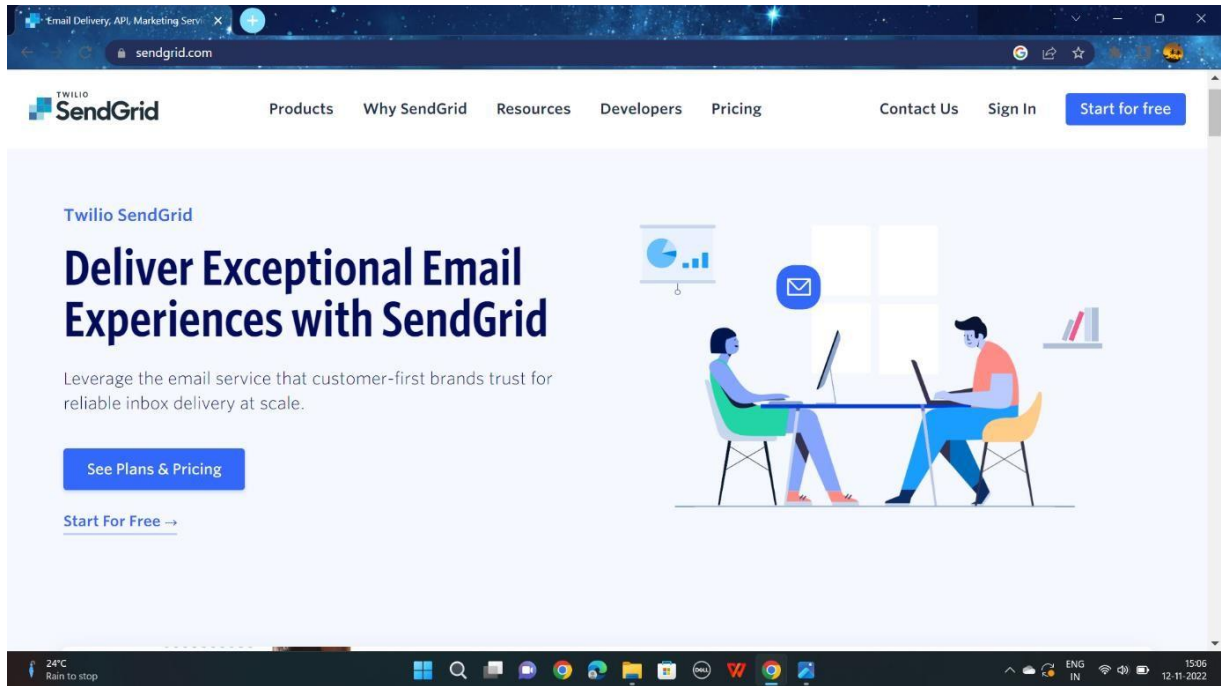 Email Delivery, API, Marketing Servi
sendgrid.com
TWILIO
SendGrid
Products Why SendGrid Resources Developers Pricing Contact Us Sign In Start for free
Twilio SendGrid
Deliver Exceptional Email
Experiences with SendGrid
Leverage the email service that customer-first brands trust for
reliable inbox delivery at scale.
See Plans & Pricing
Start For Free →
24°C
Rain to stop
DELL
ENG
IN
15:06
12-11-2022